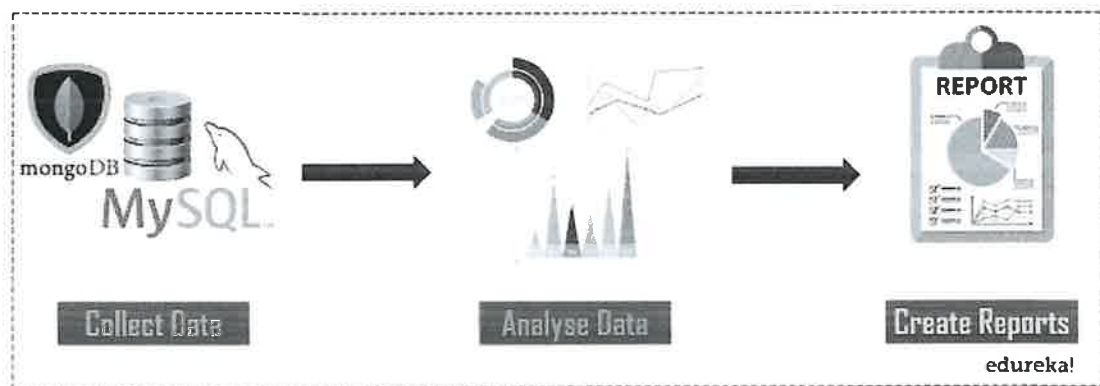 mongoDB
MySQL
REPORT
Collect Data
Analyse Data
Create Reports
edureka!